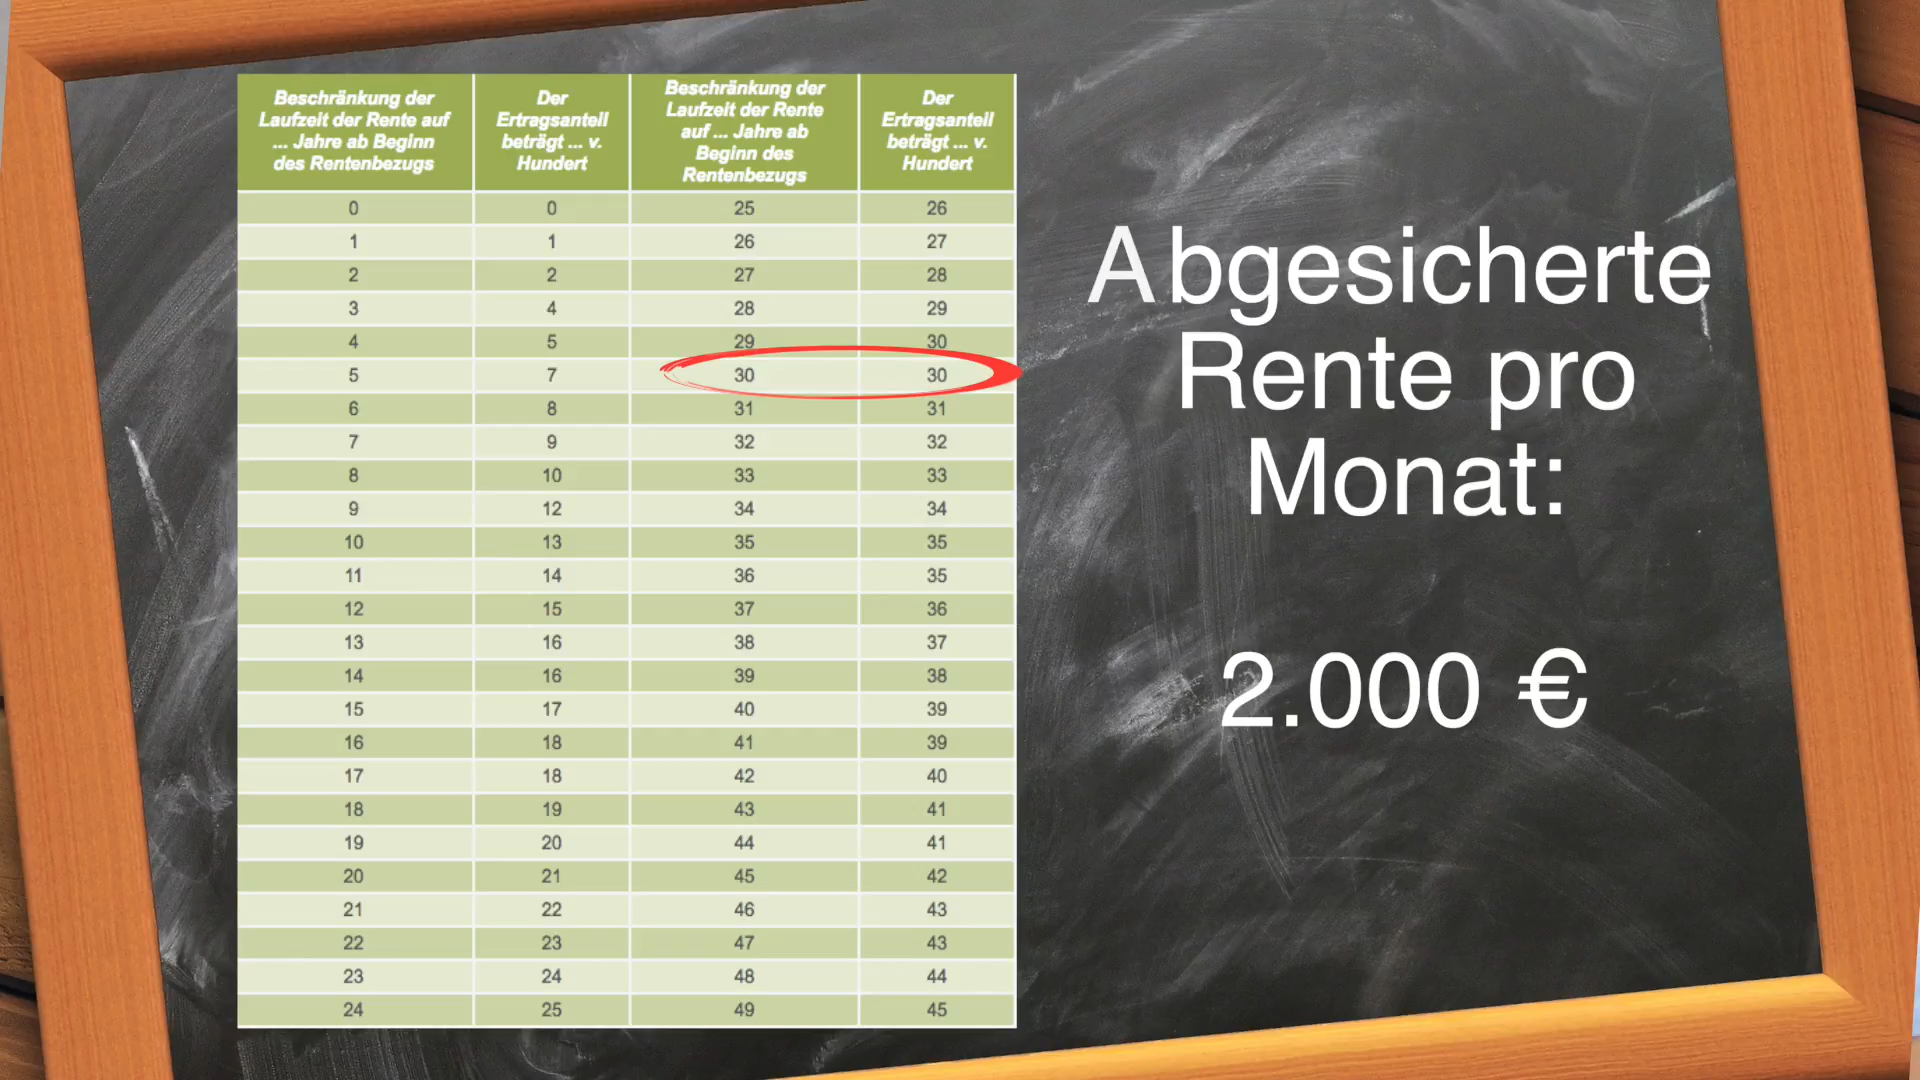 Beschränkung der
Laufzeit der Rente auf
... Jahre ab Beginn
des Rentenbezugs
Der
Ertragsanteil
beträgt ... v.
Hundert
Beschränkung der
Laufzeit der Rente
auf ... Jahre ab
Beginn des
Rentenbezugs
Der
Ertragsanteil
beträgt ... v.
Hundert
0 0 25 26
1 1 26 27
2 2 27 28
3 4 28 29
4 5 29 30
5 7 30 30
6 8 31 31
7 9 32 32
8 10 33 33
9 12 34 34
10 13 35 35
11 14 36 35
12 15 37 36
13 16 38 37
14 16 39 38
15 17 40 39
16 18 41 39
17 18 42 40
18 19 43 41
19 20 44 41
20 21 45 42
21 22 46 43
22 23 47 43
23 24 48 44
24 25 49 45
Abgesicherte
Rente pro
Monat:
2.000 €